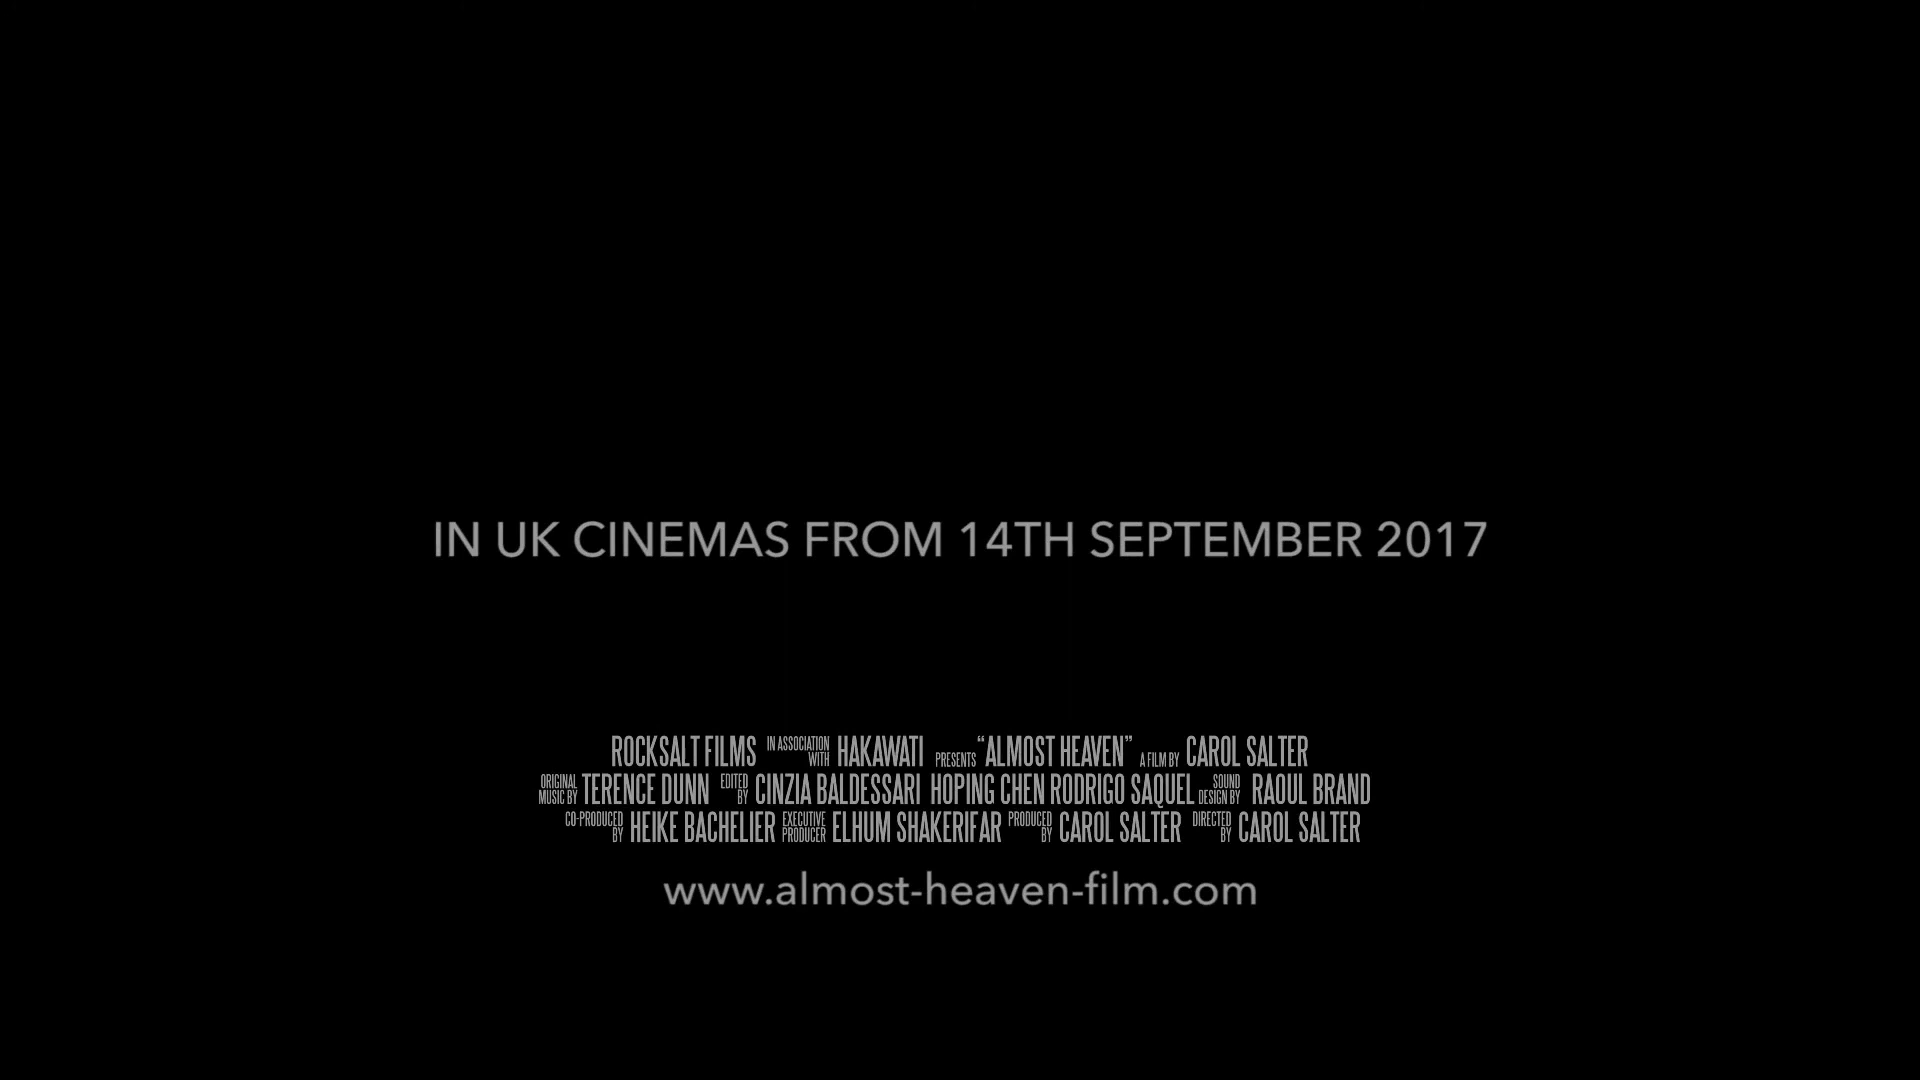 IN UK CINEMAS FROM 14TH SEPTEMBER 2017
ROCKSALT FILMS IN ASSOCIATION WITH HAKAWATI PRESENTS “ALMOST HEAVEN” A FILM BY CAROL SALTER
ORIGINAL MUSIC BY TERENCE DUNN EDITED BY CINZIA BALDESSARI HOPING CHEN RODRIGO SAQUEL SOUND DESIGN BY RAOUL BRAND
CO-PRODUCED BY HEIKE BACHELIER EXECUTIVE PRODUCER ELHUM SHAKERIFAR PRODUCED BY CAROL SALTER DIRECTED BY CAROL SALTER
www.almost-heaven-film.com